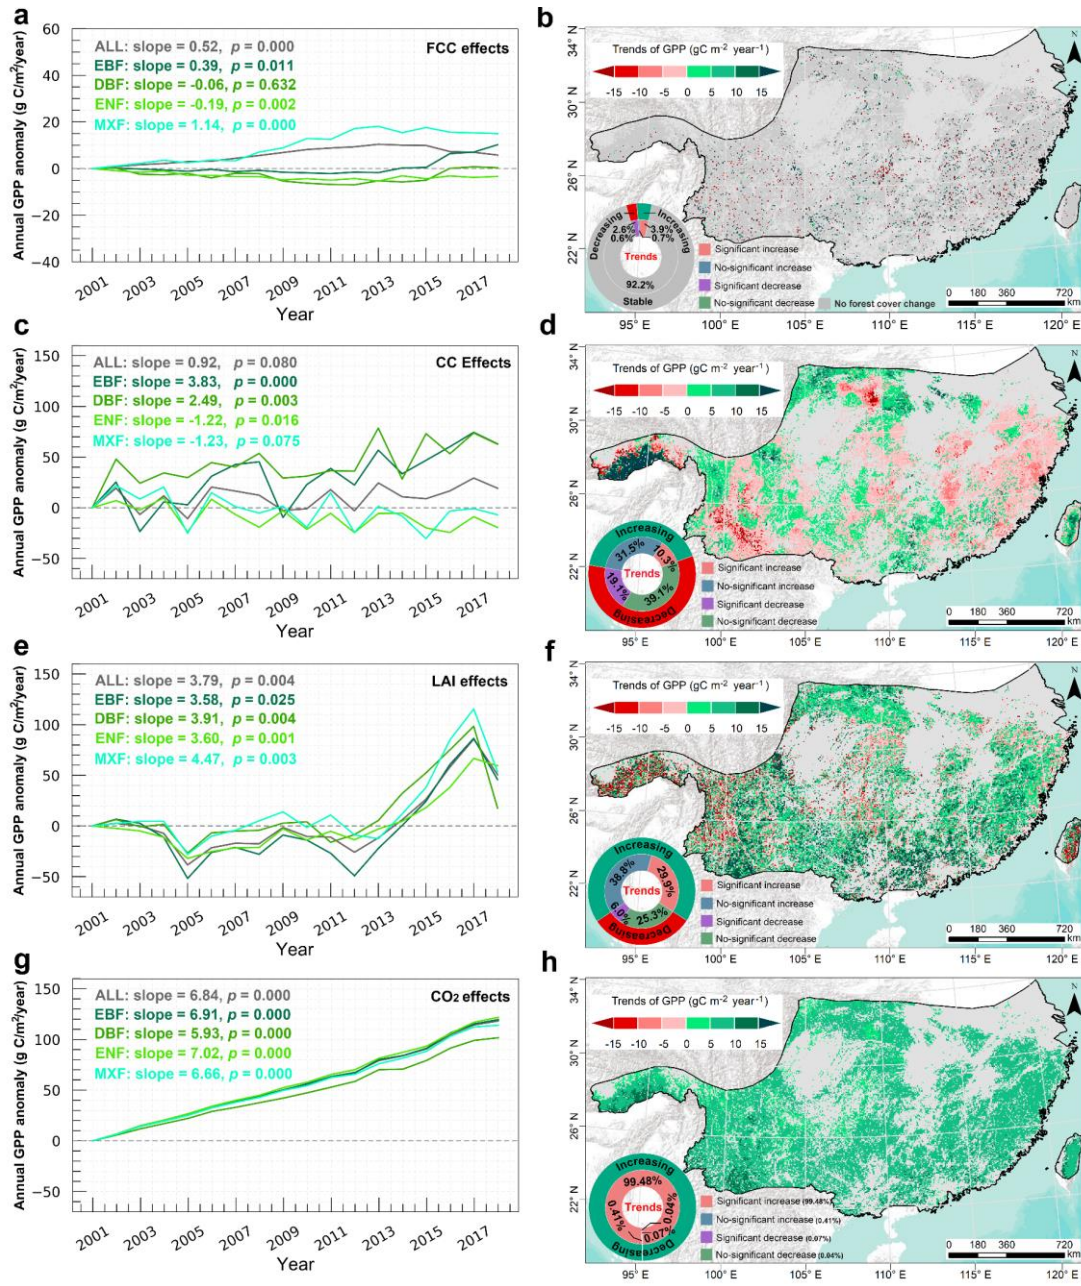 a
Annual GPP anomaly (g C/m²/year)
60
40
20
0
−20
−40
ALL: slope = 0.52, p = 0.000
FCC effects
EBF: slope = 0.39, p = 0.011
DBF: slope = -0.06, p = 0.632
ENF: slope = -0.19, p = 0.002
MXF: slope = 1.14, p = 0.000
2001 2003 2005 2007 2009 2011 2013 2015 2017
Year
b
34° N
30° N
26° N
22° N
Trends of GPP (gC m⁻² year⁻¹)
-15 -10 -5 0 5 10 15
N
Decreasing
Increasing
2.6% 3.9%
0.6% 0.7%
Trends
92.2%
Stable
Significant increase
No-significant increase
Significant decrease
No-significant decrease
No forest cover change
0 180 360 720
km
95° E 100° E 105° E 110° E 115° E 120° E
c
Annual GPP anomaly (g C/m²/year)
150
100
50
0
−50
ALL: slope = 0.92, p = 0.080
CC Effects
EBF: slope = 3.83, p = 0.000
DBF: slope = 2.49, p = 0.003
ENF: slope = -1.22, p = 0.016
MXF: slope = -1.23, p = 0.075
2001 2003 2005 2007 2009 2011 2013 2015 2017
Year
d
34° N
30° N
26° N
22° N
Trends of GPP (gC m⁻² year⁻¹)
-15 -10 -5 0 5 10 15
N
Increasing
31.5% 10.3%
Trends
19.1% 39.1%
Decreasing
Significant increase
No-significant increase
Significant decrease
No-significant decrease
0 180 360 720
km
95° E 100° E 105° E 110° E 115° E 120° E
e
Annual GPP anomaly (g C/m²/year)
150
100
50
0
−50
ALL: slope = 3.79, p = 0.004
LAI effects
EBF: slope = 3.58, p = 0.025
DBF: slope = 3.91, p = 0.004
ENF: slope = 3.60, p = 0.001
MXF: slope = 4.47, p = 0.003
2001 2003 2005 2007 2009 2011 2013 2015 2017
Year
f
34° N
30° N
26° N
22° N
Trends of GPP (gC m⁻² year⁻¹)
-15 -10 -5 0 5 10 15
N
Increasing
38.8% 29.9%
Trends
6.0% 25.3%
Decreasing
Significant increase
No-significant increase
Significant decrease
No-significant decrease
0 180 360 720
km
95° E 100° E 105° E 110° E 115° E 120° E
g
Annual GPP anomaly (g C/m²/year)
150
100
50
0
−50
ALL: slope = 6.84, p = 0.000
CO₂ effects
EBF: slope = 6.91, p = 0.000
DBF: slope = 5.93, p = 0.000
ENF: slope = 7.02, p = 0.000
MXF: slope = 6.66, p = 0.000
2001 2003 2005 2007 2009 2011 2013 2015 2017
Year
h
34° N
30° N
26° N
22° N
Trends of GPP (gC m⁻² year⁻¹)
-15 -10 -5 0 5 10 15
N
Increasing
99.48%
Trends
0.41% 0.07% 0.04%
Decreasing
Significant increase (99.48%)
No-significant increase (0.41%)
Significant decrease (0.07%)
No-significant decrease (0.04%)
0 180 360 720
km
95° E 100° E 105° E 110° E 115° E 120° E